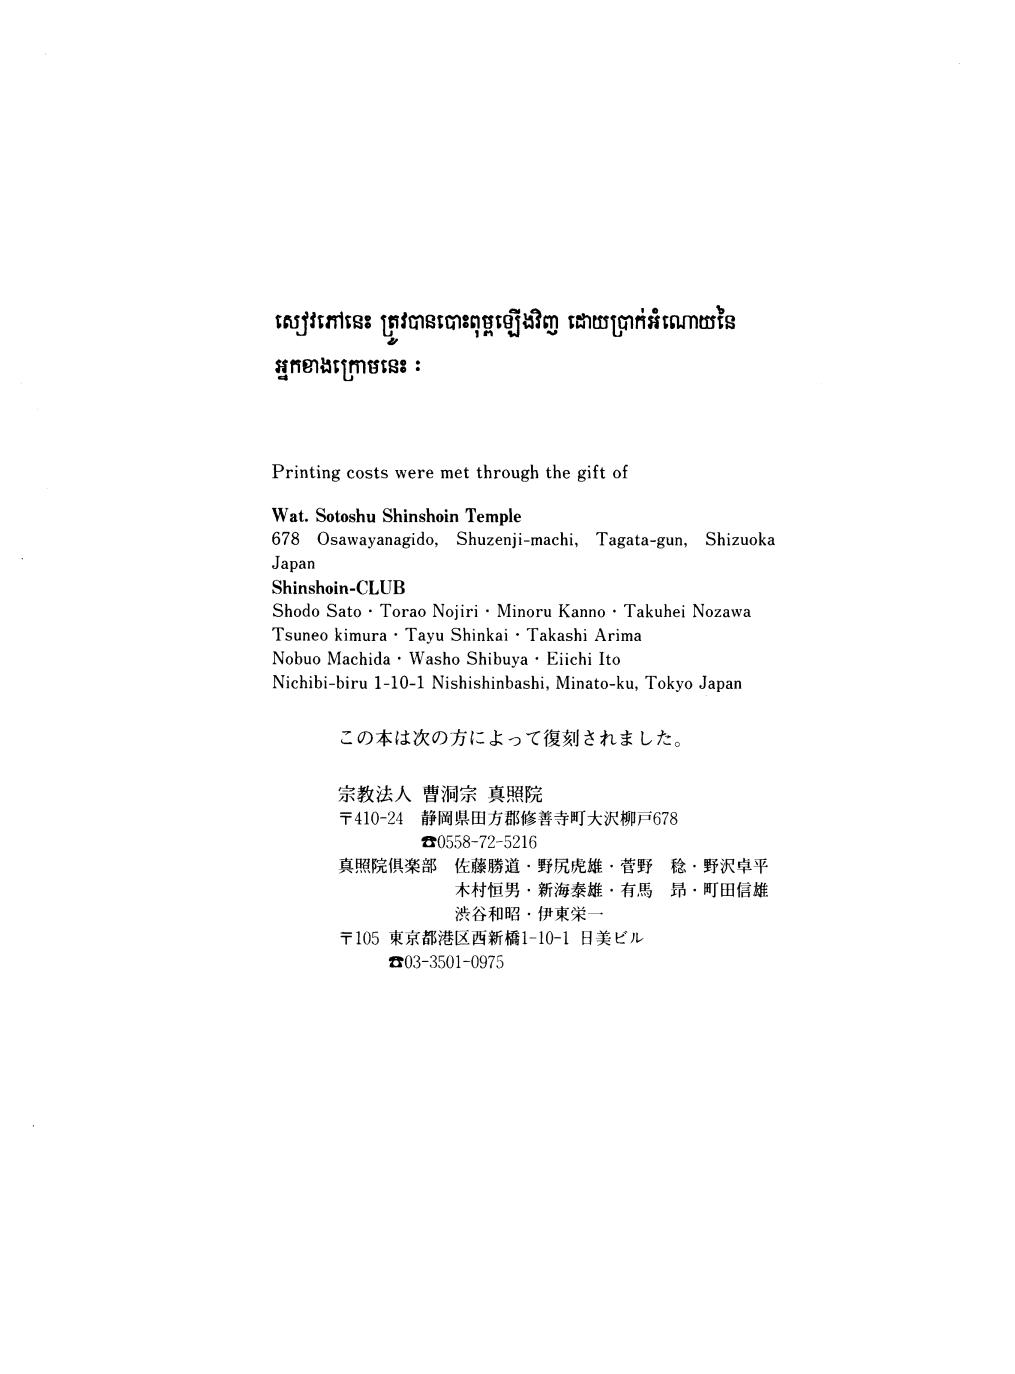 សៀវភៅនេះ ត្រូវបានបោះពុម្ពឡើងវិញ ដោយប្រាក់អំណោយនៃ
អ្នកខាងក្រោមនេះ :
Printing costs were met through the gift of
Wat. Sotoshu Shinshoin Temple
678 Osawayanagido, Shuzenji-machi, Tagata-gun, Shizuoka
Japan
Shinshoin-CLUB
Shodo Sato・Torao Nojiri・Minoru Kanno・Takuhei Nozawa
Tsuneo kimura・Tayu Shinkai・Takashi Arima
Nobuo Machida・Washo Shibuya・Eiichi Ito
Nichibi-biru 1-10-1 Nishishinbashi, Minato-ku, Tokyo Japan
この本は次の方によって復刻されました。
宗教法人 曹洞宗 真照院
〒410-24 静岡県田方郡修善寺町大沢柳戸678
☎0558-72-5216
真照院倶楽部 佐藤勝道・野尻虎雄・菅野 稔・野沢卓平
木村恒男・新海泰雄・有馬 昂・町田信雄
渋谷和昭・伊東栄一
〒105 東京都港区西新橋1-10-1 日美ビル
☎03-3501-0975